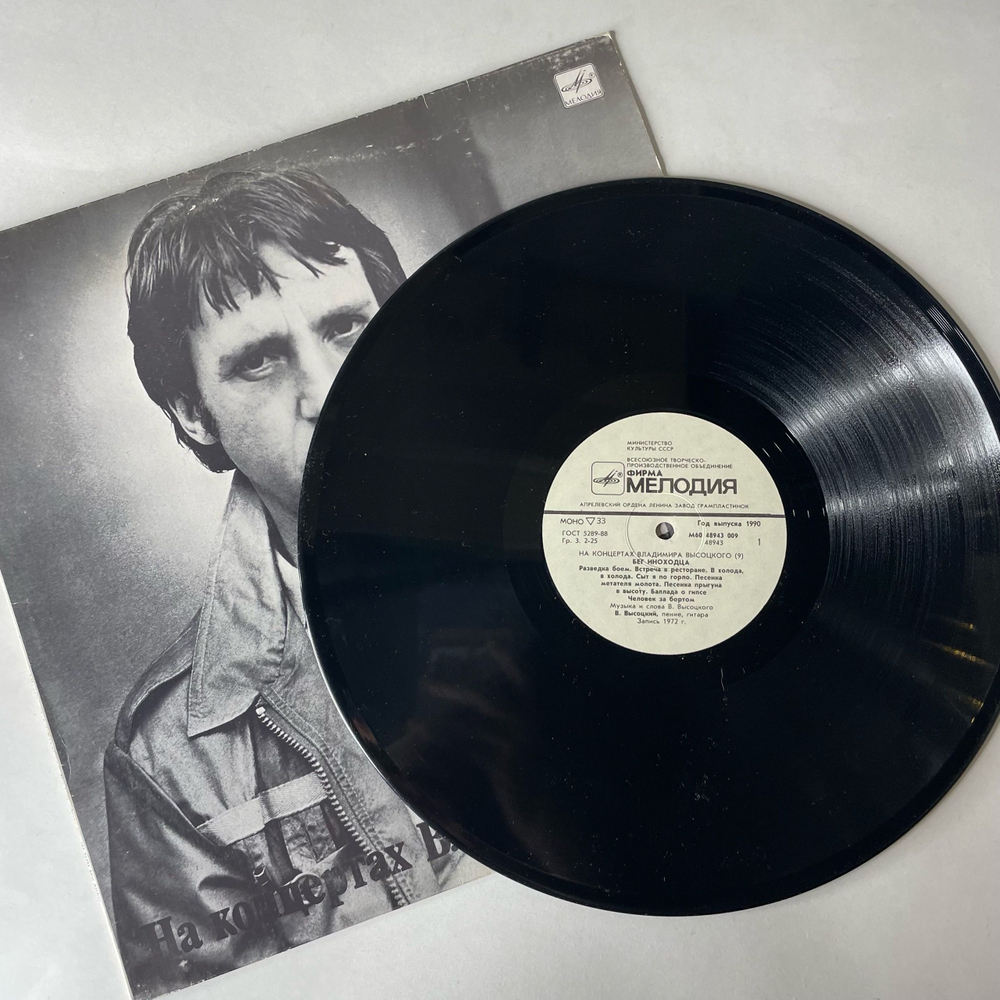 МЕЛОДИЯ
МИНИСТЕРСТВО
КУЛЬТУРЫ СССР
ВСЕСОЮЗНОЕ ТВОРЧЕСКО-
ПРОИЗВОДСТВЕННОЕ ОБЪЕДИНЕНИЕ
ФИРМА
МЕЛОДИЯ
АПРЕЛЕВСКИЙ ОРДЕНА ЛЕНИНА ЗАВОД ГРАМПЛАСТИНОК
МОНО 33 Год выпуска 1990
ГОСТ 5289-88 М60 48943 009
Гр. 3. 2-25 48943 1
НА КОНЦЕРТАХ ВЛАДИМИРА ВЫСОЦКОГО (9)
БЕГ ИНОХОДЦА
Разведка боем. Встреча в ресторане. В холода,
в холода. Сыт я по горло. Песенка
метателя молота. Песенка прыгуна
в высоту. Баллада о гипсе
Человек за бортом
Музыка и слова В. Высоцкого
В. Высоцкий, пение, гитара
Запись 1972 г.
На концертах